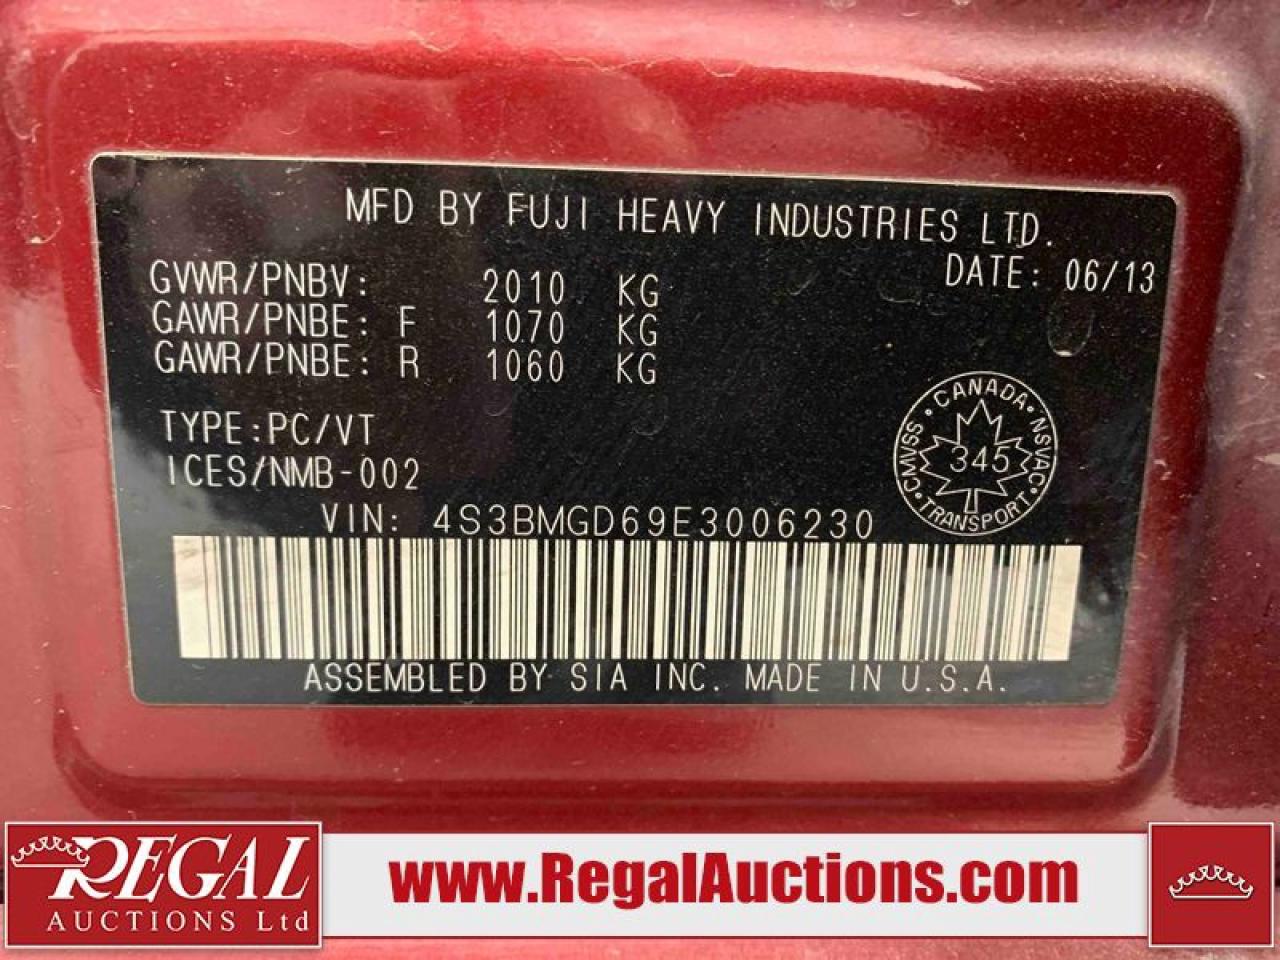 MFD BY FUJI HEAVY INDUSTRIES LTD.
DATE: 06/13
GVWR/PNBV: 2010 KG
GAWR/PNBE: F 1070 KG
GAWR/PNBE: R 1060 KG
TYPE:PC/VT
ICES/NMB-002
CANADA · NSVAC · TRANSPORT · CMVSS ·
345
VIN: 4S3BMGD69E3006230
ASSEMBLED BY SIA INC. MADE IN U.S.A.
REGAL
AUCTIONS Ltd
www.RegalAuctions.com